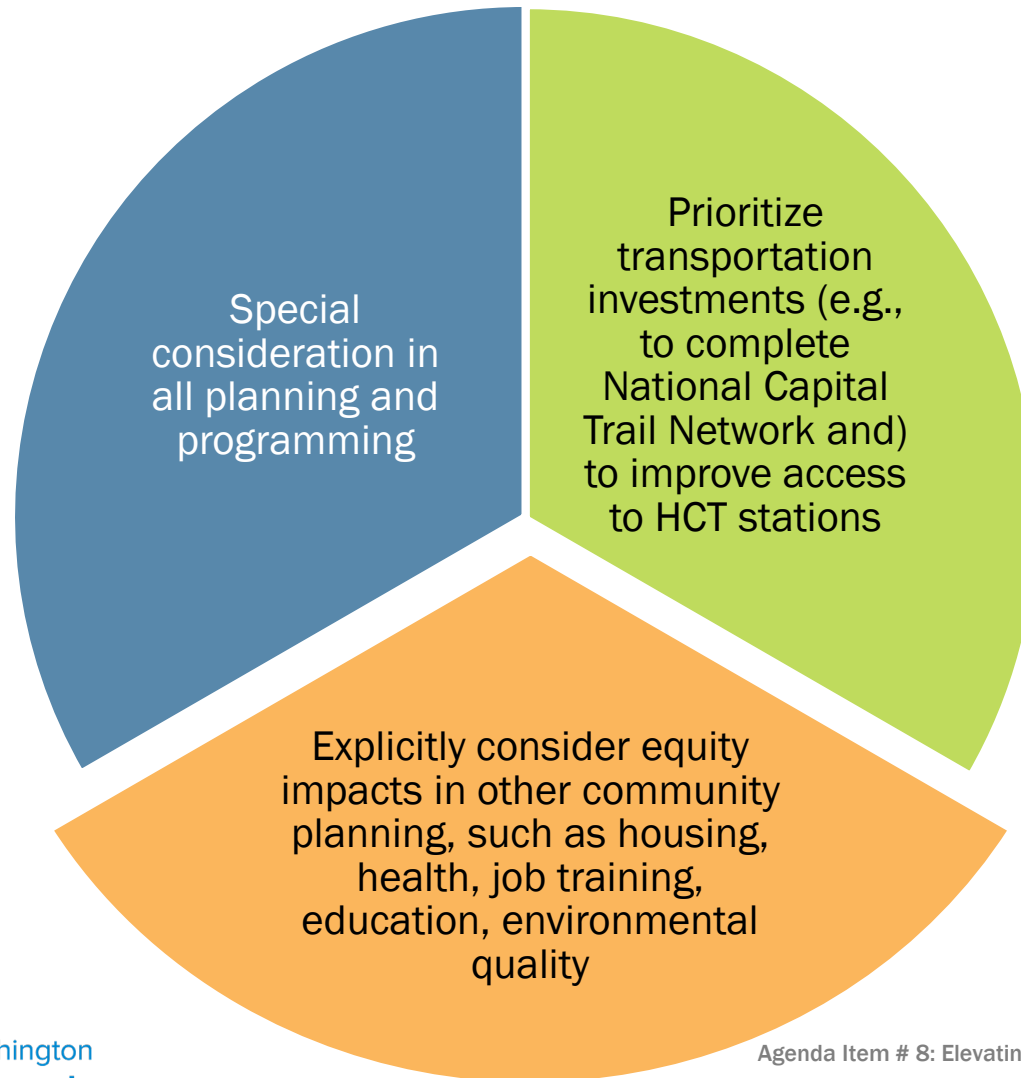 Special
consideration in
all planning and
programming
Prioritize
transportation
investments (e.g.,
to complete
National Capital
Trail Network and)
to improve access
to HCT stations
Explicitly consider equity
impacts in other community
planning, such as housing,
health, job training,
education, environmental
quality
Agenda Item # 8: